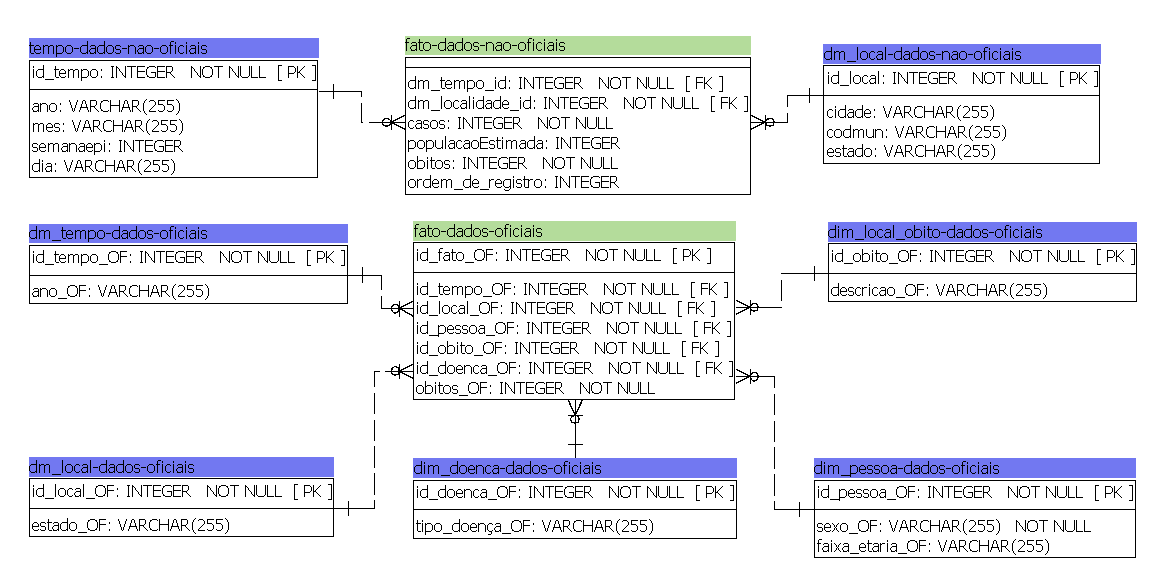 tempo-dados-nao-oficiais
id_tempo: INTEGER NOT NULL [ PK ]
ano: VARCHAR(255)
mes: VARCHAR(255)
semanaepi: INTEGER
dia: VARCHAR(255)
fato-dados-nao-oficiais
dm_tempo_id: INTEGER NOT NULL [ FK ]
dm_localidade_id: INTEGER NOT NULL [ FK ]
casos: INTEGER NOT NULL
populacaoEstimada: INTEGER
obitos: INTEGER NOT NULL
ordem_de_registro: INTEGER
dm_local-dados-nao-oficiais
id_local: INTEGER NOT NULL [ PK ]
cidade: VARCHAR(255)
codmun: VARCHAR(255)
estado: VARCHAR(255)
dm_tempo-dados-oficiais
id_tempo_OF: INTEGER NOT NULL [ PK ]
ano_OF: VARCHAR(255)
fato-dados-oficiais
id_fato_OF: INTEGER NOT NULL [ PK ]
id_tempo_OF: INTEGER NOT NULL [ FK ]
id_local_OF: INTEGER NOT NULL [ FK ]
id_pessoa_OF: INTEGER NOT NULL [ FK ]
id_obito_OF: INTEGER NOT NULL [ FK ]
id_doenca_OF: INTEGER NOT NULL [ FK ]
obitos_OF: INTEGER NOT NULL
dim_local_obito-dados-oficiais
id_obito_OF: INTEGER NOT NULL [ PK ]
descricao_OF: VARCHAR(255)
dm_local-dados-oficiais
id_local_OF: INTEGER NOT NULL [ PK ]
estado_OF: VARCHAR(255)
dim_doenca-dados-oficiais
id_doenca_OF: INTEGER NOT NULL [ PK ]
tipo_doença_OF: VARCHAR(255)
dim_pessoa-dados-oficiais
id_pessoa_OF: INTEGER NOT NULL [ PK ]
sexo_OF: VARCHAR(255) NOT NULL
faixa_etaria_OF: VARCHAR(255)